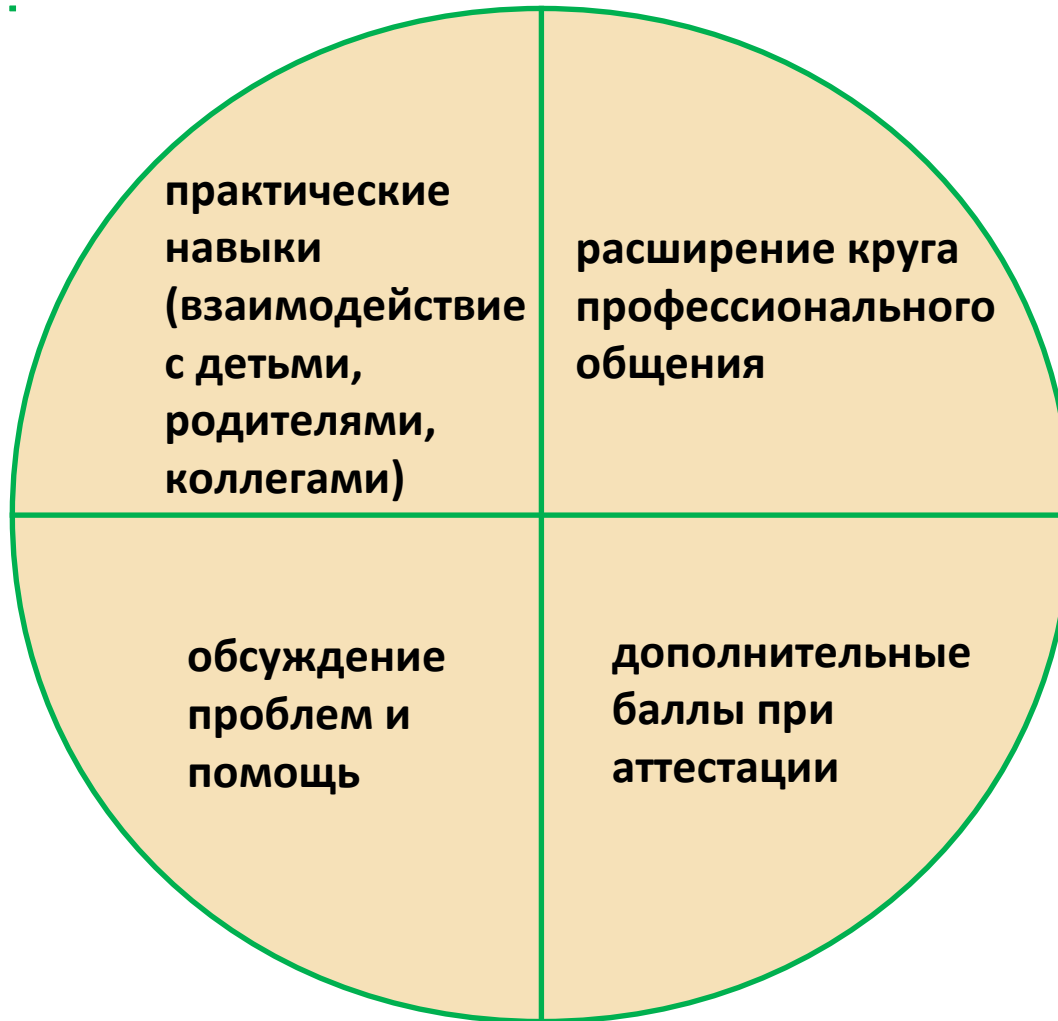 практические
навыки
(взаимодействие
с детьми,
родителями,
коллегами)
расширение круга
профессионального
общения
обсуждение
проблем и
помощь
дополнительные
баллы при
аттестации